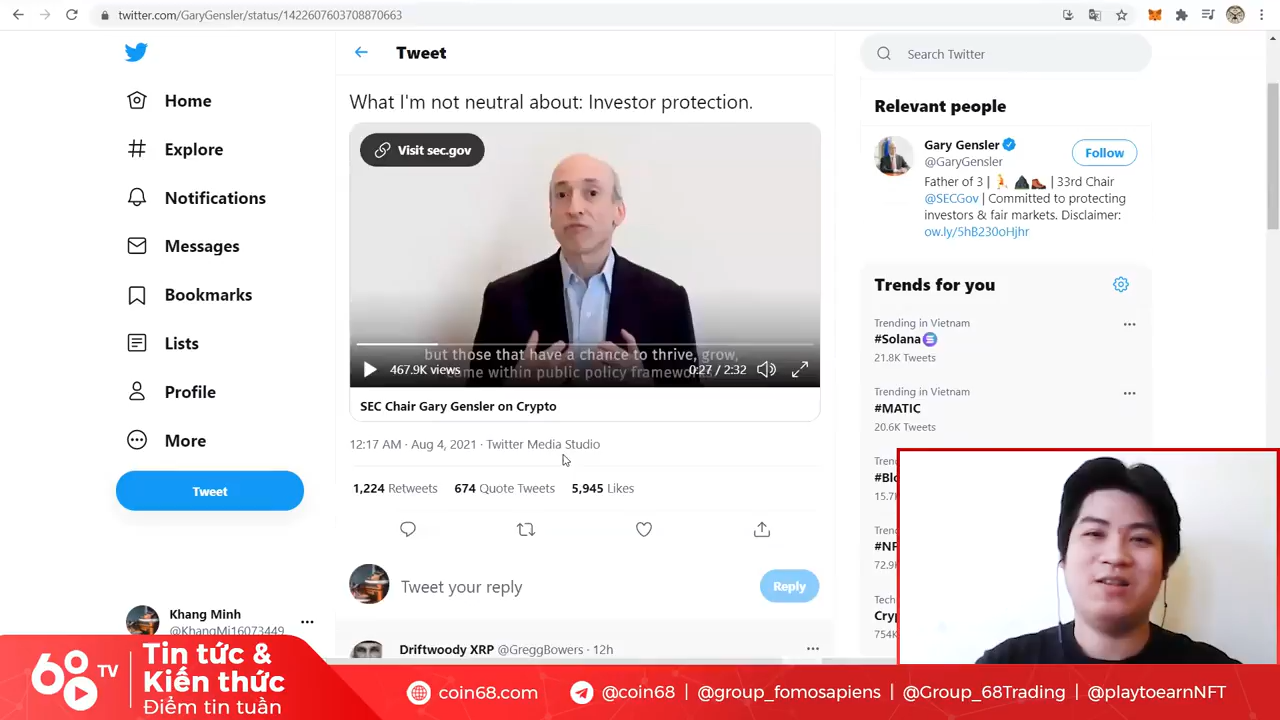 twitter.com/GaryGensler/status/1422607603708870663
Home
Explore
Notifications
Messages
Bookmarks
Lists
Profile
More
Tweet
Khang Minh
@KhangMi16073449
Tweet
What I'm not neutral about: Investor protection.
Visit sec.gov
but those that have a chance to thrive, grow,
come within public policy frameworks.
467.9K views
0:27 / 2:32
SEC Chair Gary Gensler on Crypto
12:17 AM · Aug 4, 2021 · Twitter Media Studio
1,224 Retweets 674 Quote Tweets 5,945 Likes
Tweet your reply
Reply
Driftwoody XRP @GreggBowers · 12h
Search Twitter
Relevant people
Gary Gensler
@GaryGensler
Follow
Father of 3 | | 33rd Chair
@SECGov | Committed to protecting
investors & fair markets. Disclaimer:
ow.ly/5hB230oHjhr
Trends for you
Trending in Vietnam
#Solana
21.8K Tweets
Trending in Vietnam
#MATIC
20.6K Tweets
68 TV
Tin tức &
Kiến thức
Điểm tin tuần
coin68.com
@coin68 | @group_fomosapiens | @Group_68Trading | @playtoearnNFT